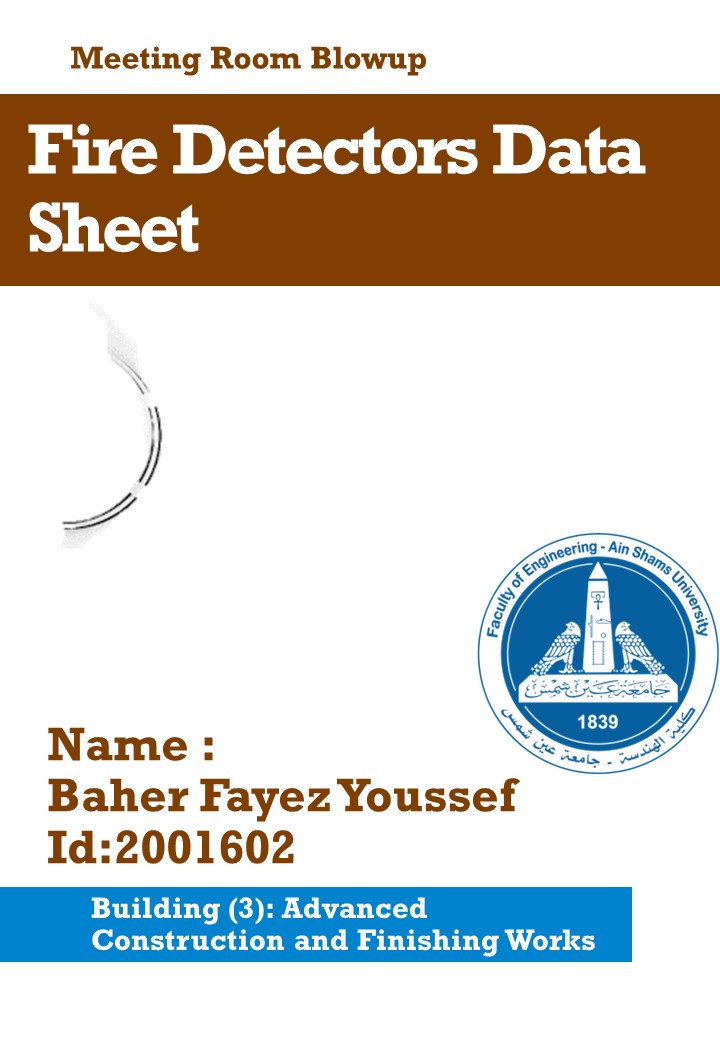 Meeting Room Blowup
Fire Detectors Data
Sheet
Faculty of Engineering - Ain Shams University
جامعة عين شمس
1839
كلية الهندسة - جامعة عين شمس
Name :
Baher Fayez Youssef
Id:2001602
Building (3): Advanced
Construction and Finishing Works